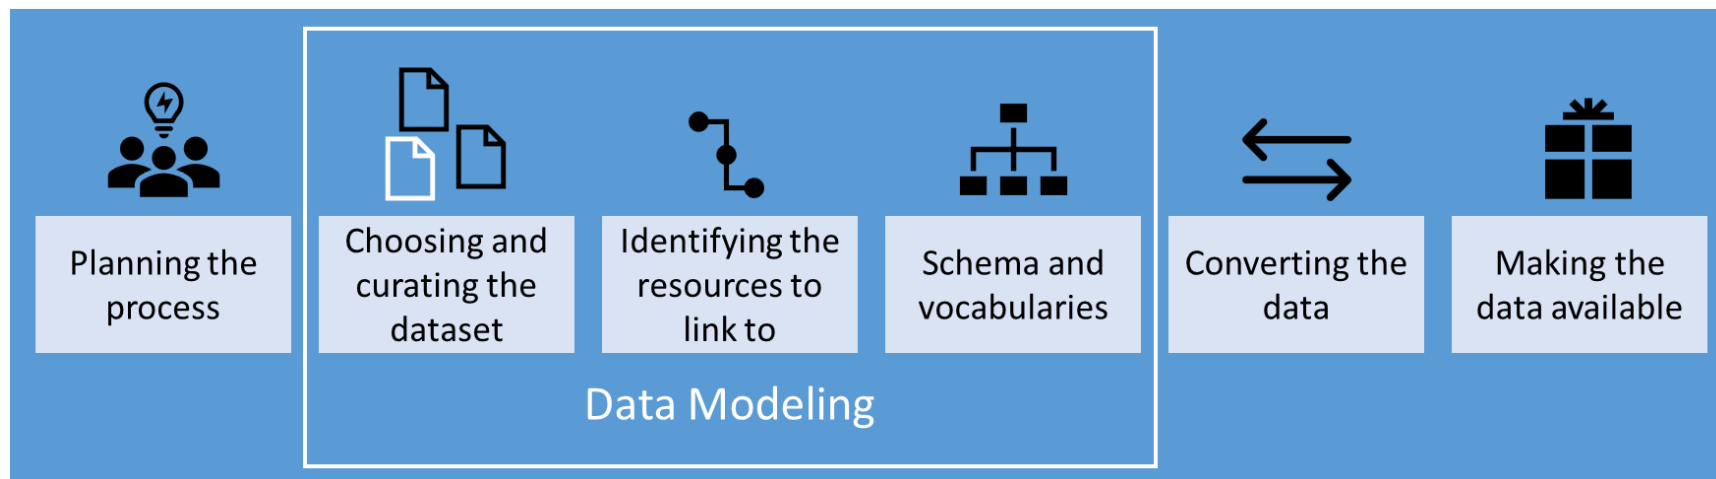 Planning the
process
Choosing and
curating the
dataset
Identifying the
resources to
link to
Schema and
vocabularies
Converting the
data
Making the
data available
Data Modeling